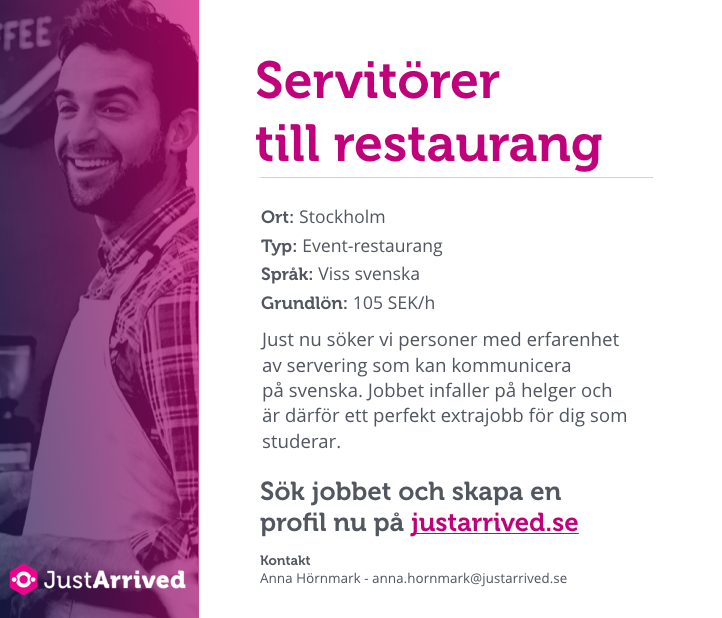 FFEE
Servitörer
till restaurang
Ort: Stockholm
Typ: Event-restaurang
Språk: Viss svenska
Grundlön: 105 SEK/h
Just nu söker vi personer med erfarenhet
av servering som kan kommunicera
på svenska. Jobbet infaller på helger och
är därför ett perfekt extrajobb för dig som
studerar.
Sök jobbet och skapa en
profil nu på justarrived.se
Kontakt
Anna Hörnmark - anna.hornmark@justarrived.se
JustArrived